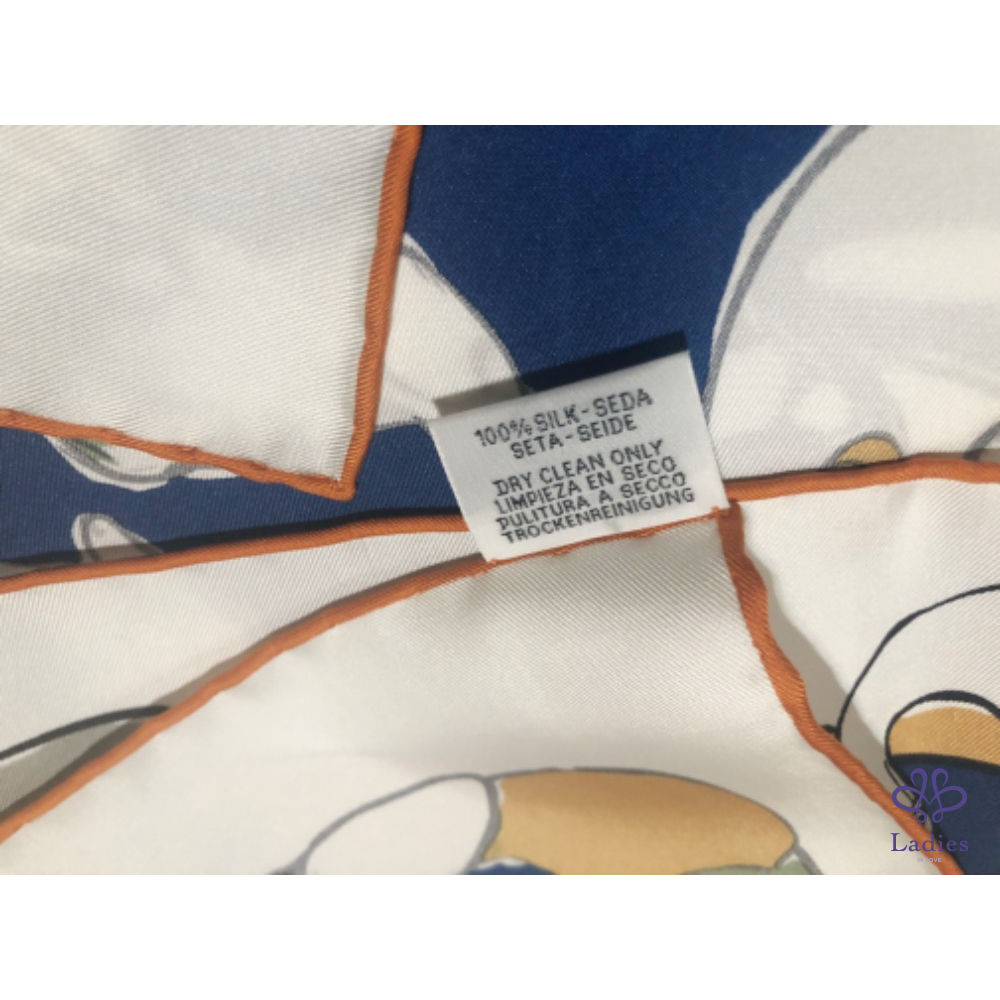 100% SILK - SEDA
SETA - SEIDE
DRY CLEAN ONLY
LIMPIEZA EN SECO
PULITURA A SECCO
TROCKENREINIGUNG
Ladies